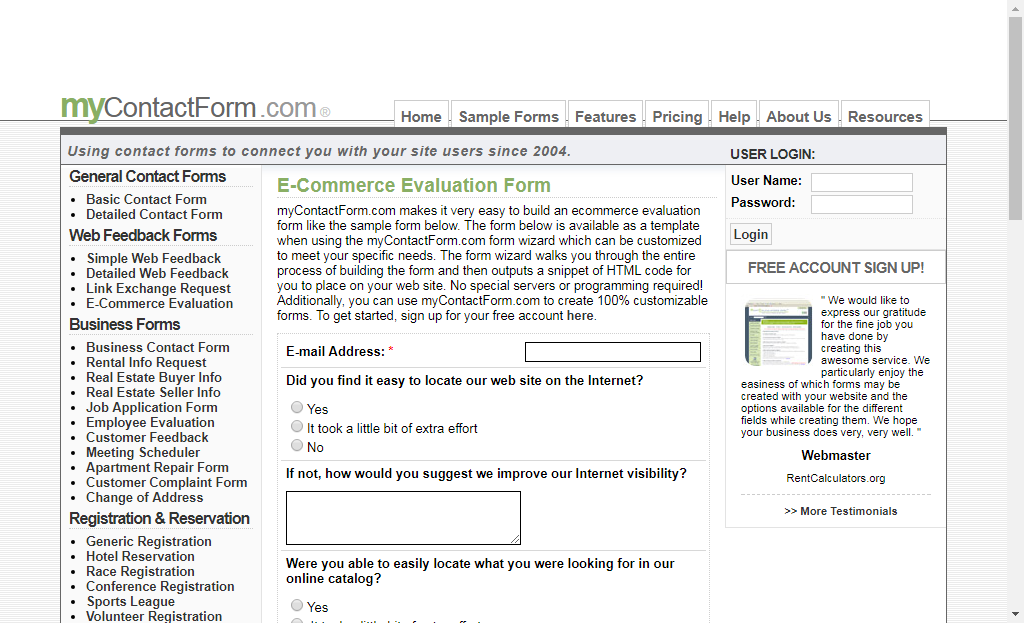 myContactForm.com®
Home
Sample Forms
Features
Pricing
Help
About Us
Resources
Using contact forms to connect you with your site users since 2004.
USER LOGIN:
General Contact Forms
Basic Contact Form
Detailed Contact Form
Web Feedback Forms
Simple Web Feedback
Detailed Web Feedback
Link Exchange Request
E-Commerce Evaluation
Business Forms
Business Contact Form
Rental Info Request
Real Estate Buyer Info
Real Estate Seller Info
Job Application Form
Employee Evaluation
Customer Feedback
Meeting Scheduler
Apartment Repair Form
Customer Complaint Form
Change of Address
Registration & Reservation
Generic Registration
Hotel Reservation
Race Registration
Conference Registration
Sports League
Volunteer Registration
E-Commerce Evaluation Form
myContactForm.com makes it very easy to build an ecommerce evaluation
form like the sample form below. The form below is available as a template
when using the myContactForm.com form wizard which can be customized
to meet your specific needs. The form wizard walks you through the entire
process of building the form and then outputs a snippet of HTML code for
you to place on your web site. No special servers or programming required!
Additionally, you can use myContactForm.com to create 100% customizable
forms. To get started, sign up for your free account here.
E-mail Address: *
Did you find it easy to locate our web site on the Internet?
Yes
It took a little bit of extra effort
No
If not, how would you suggest we improve our Internet visibility?
Were you able to easily locate what you were looking for in our
online catalog?
Yes
User Name:
Password:
Login
FREE ACCOUNT SIGN UP!
" We would like to
express our gratitude
for the fine job you
have done by
creating this
awesome service. We
particularly enjoy the
easiness of which forms may be
created with your website and the
options available for the different
fields while creating them. We hope
your business does very, very well. "
Webmaster
RentCalculators.org
>> More Testimonials